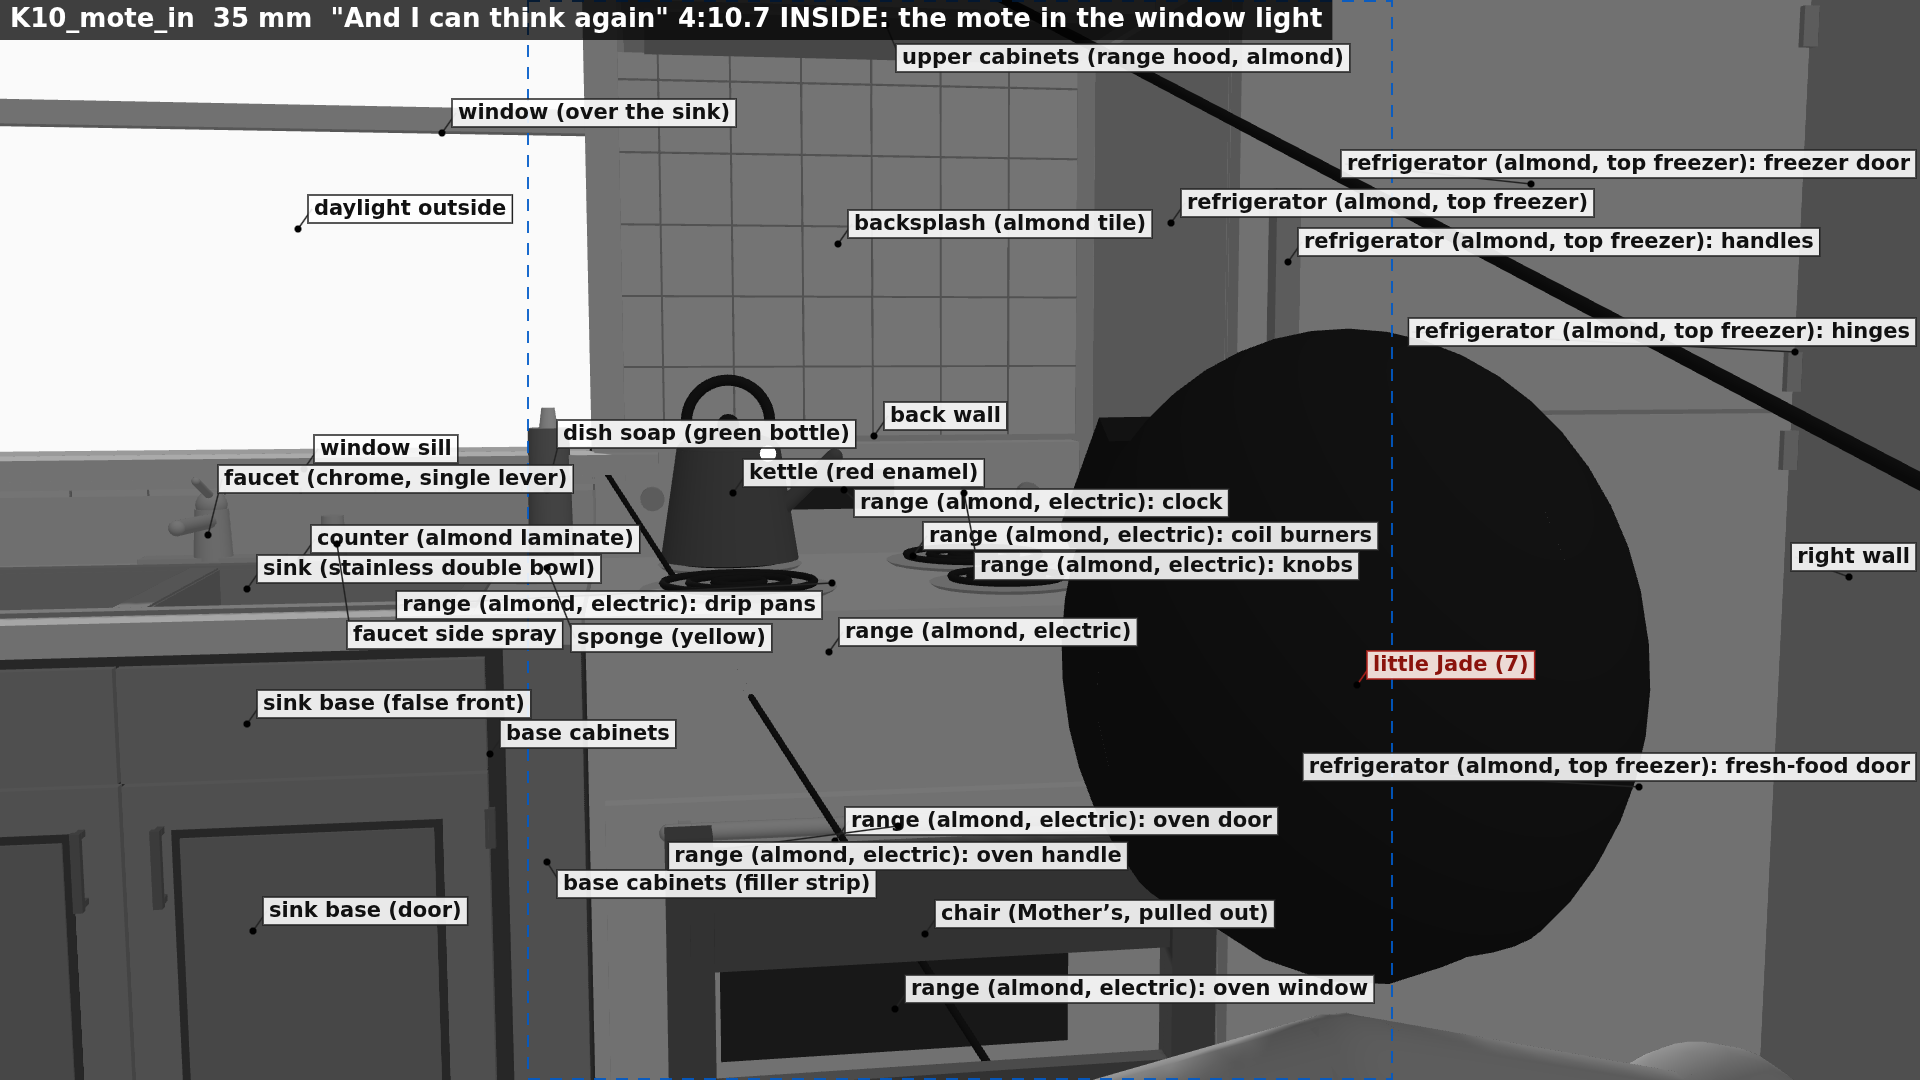 K10_mote_in 35 mm "And I can think again" 4:10.7 INSIDE: the mote in the window light
upper cabinets (range hood, almond)
window (over the sink)
refrigerator (almond, top freezer): freezer door
daylight outside
refrigerator (almond, top freezer)
backsplash (almond tile)
refrigerator (almond, top freezer): handles
refrigerator (almond, top freezer): hinges
back wall
dish soap (green bottle)
window sill
kettle (red enamel)
faucet (chrome, single lever)
range (almond, electric): clock
counter (almond laminate)
range (almond, electric): coil burners
right wall
sink (stainless double bowl)
range (almond, electric): knobs
range (almond, electric): drip pans
range (almond, electric)
faucet side spray
sponge (yellow)
little Jade (7)
sink base (false front)
base cabinets
refrigerator (almond, top freezer): fresh-food door
range (almond, electric): oven door
range (almond, electric): oven handle
base cabinets (filler strip)
sink base (door)
chair (Mother’s, pulled out)
range (almond, electric): oven window